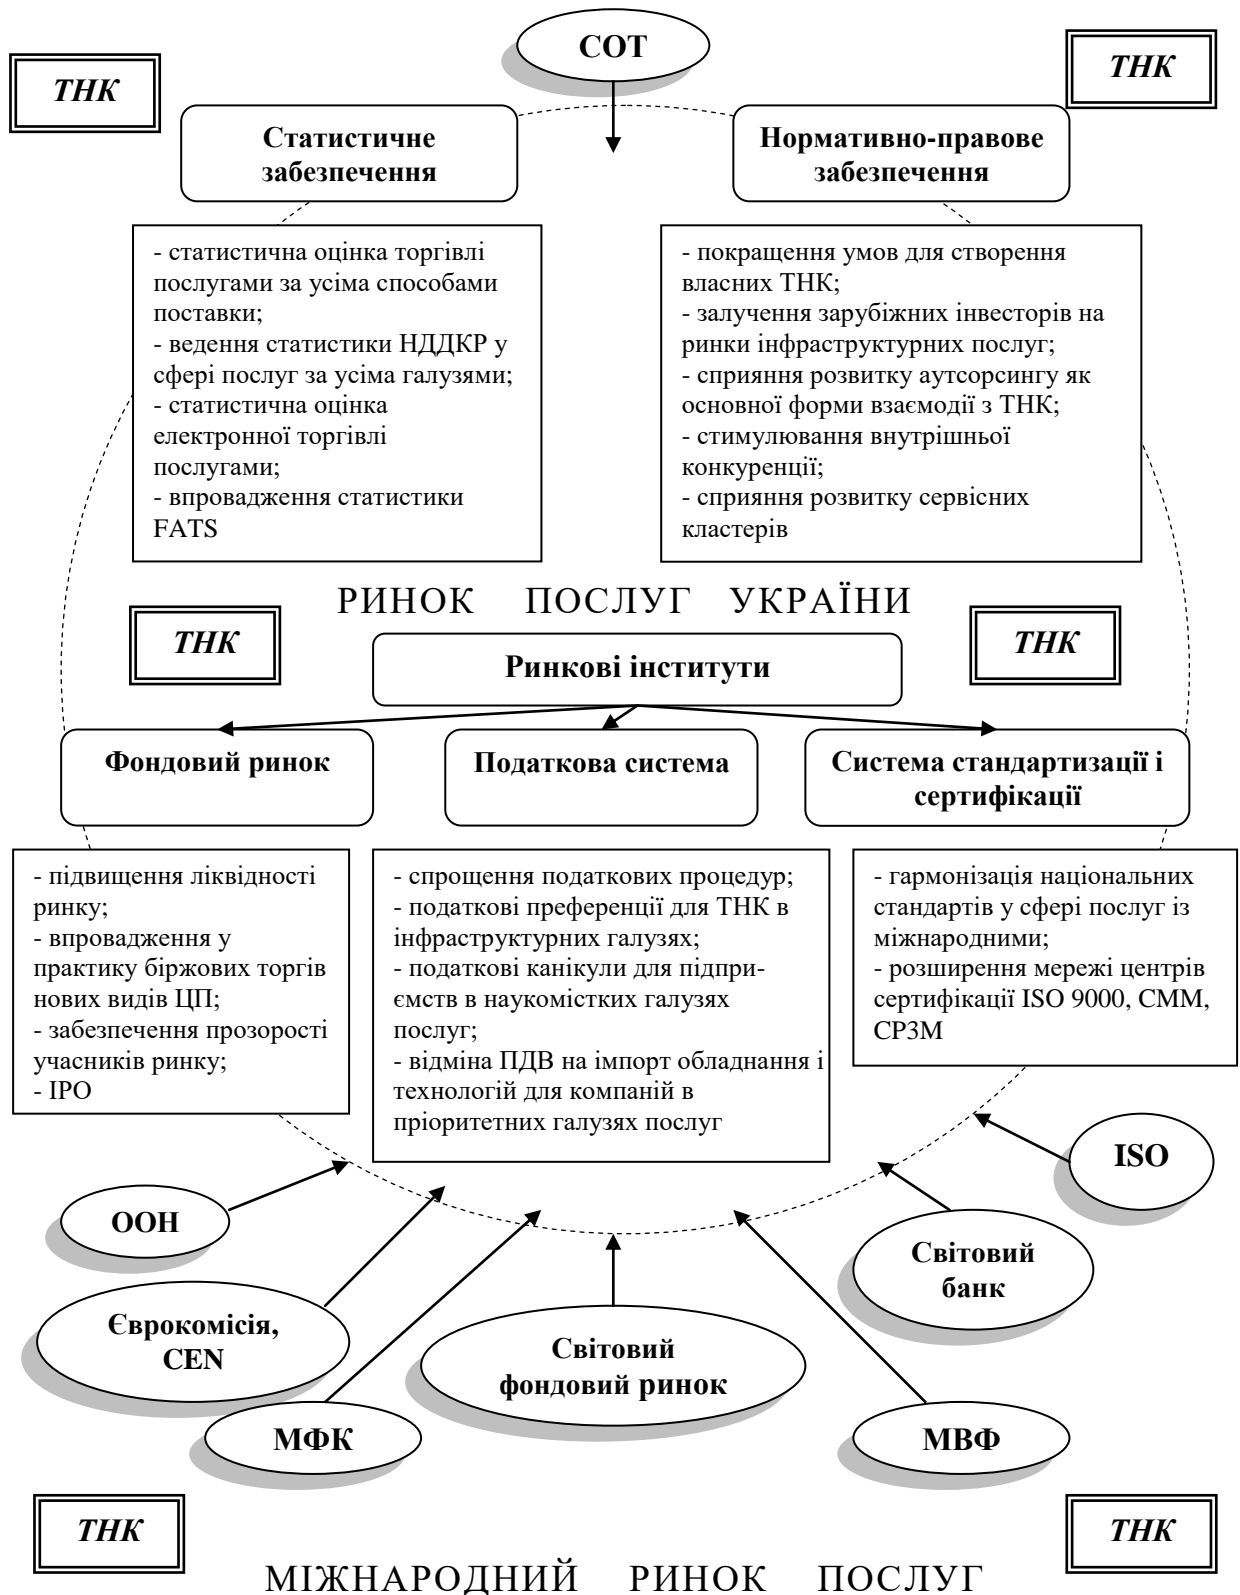 СОТ
ТНК
ТНК
Статистичне
забезпечення
Нормативно-правове
забезпечення
- статистична оцінка торгівлі
послугами за усіма способами
поставки;
- ведення статистики НДДКР у
сфері послуг за усіма галузями;
- статистична оцінка
електронної торгівлі
послугами;
- впровадження статистики
FATS
- покращення умов для створення
власних ТНК;
- залучення зарубіжних інвесторів на
ринки інфраструктурних послуг;
- сприяння розвитку аутсорсингу як
основної форми взаємодії з ТНК;
- стимулювання внутрішньої
конкуренції;
- сприяння розвитку сервісних
кластерів
РИНОК ПОСЛУГ УКРАЇНИ
ТНК
ТНК
Ринкові інститути
Фондовий ринок
Податкова система
Система стандартизації і
сертифікації
- підвищення ліквідності
ринку;
- впровадження у
практику біржових торгів
нових видів ЦП;
- забезпечення прозорості
учасників ринку;
- IPO
- спрощення податкових процедур;
- податкові преференції для ТНК в
інфраструктурних галузях;
- податкові канікули для підпри-
ємств в наукомістких галузях
послуг;
- відміна ПДВ на імпорт обладнання і
технологій для компаній в
пріоритетних галузях послуг
- гармонізація національних
стандартів у сфері послуг із
міжнародними;
- розширення мережі центрів
сертифікації ISO 9000, СММ,
СР3М
ISO
ООН
Світовий
банк
Єврокомісія,
CEN
Світовий
фондовий ринок
МФК
МВФ
ТНК
ТНК
МІЖНАРОДНИЙ РИНОК ПОСЛУГ